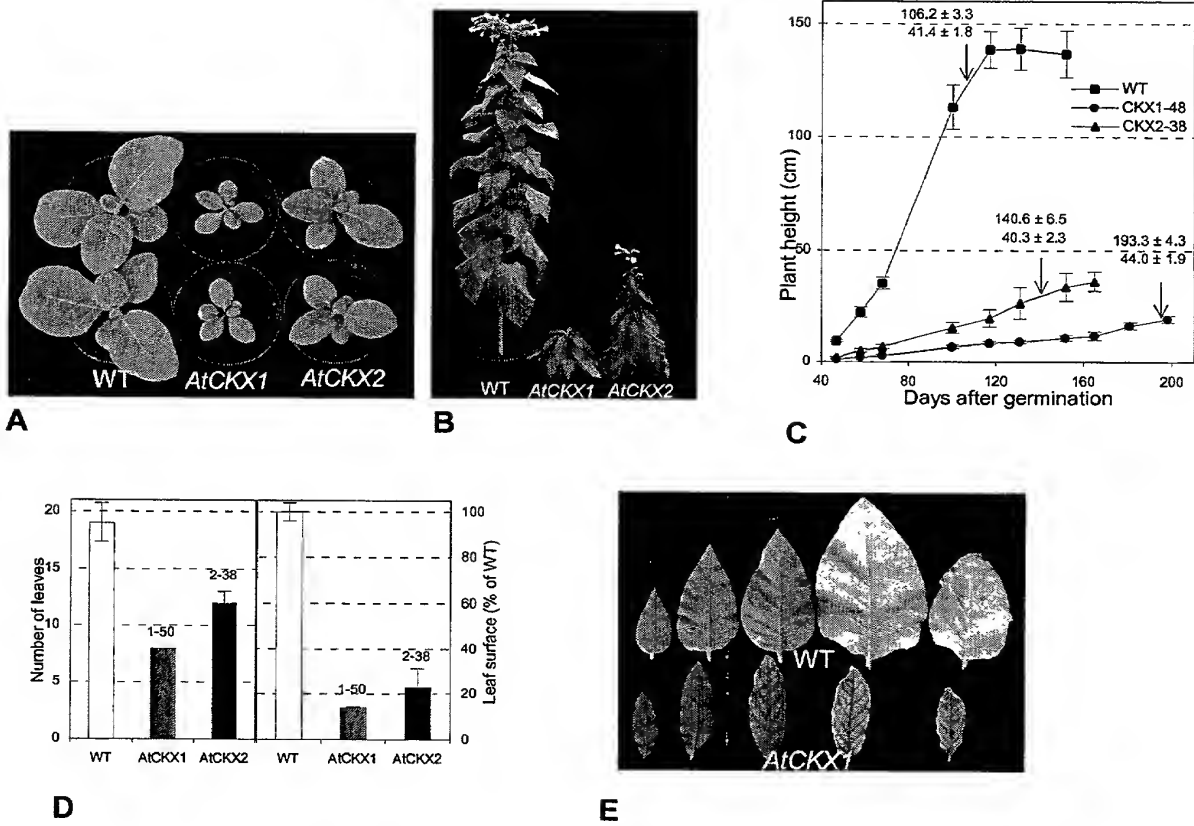 WT AtCKX1 AtCKX2
A
WT AtCKX1 AtCKX2
B
150
100
50
0
Plant height (cm)
106.2 ± 3.3
41.4 ± 1.8
WT
CKX1-48
CKX2-38
140.6 ± 6.5
40.3 ± 2.3
193.3 ± 4.3
44.0 ± 1.9
40 80 120 160 200
Days after germination
C
20
15
10
5
0
Number of leaves
1-50
2-38
WT AtCKX1 AtCKX2
1-50
2-38
WT AtCKX1 AtCKX2
100
80
60
40
20
0
Leaf surface (% of WT)
D
WT
AtCKX1
E